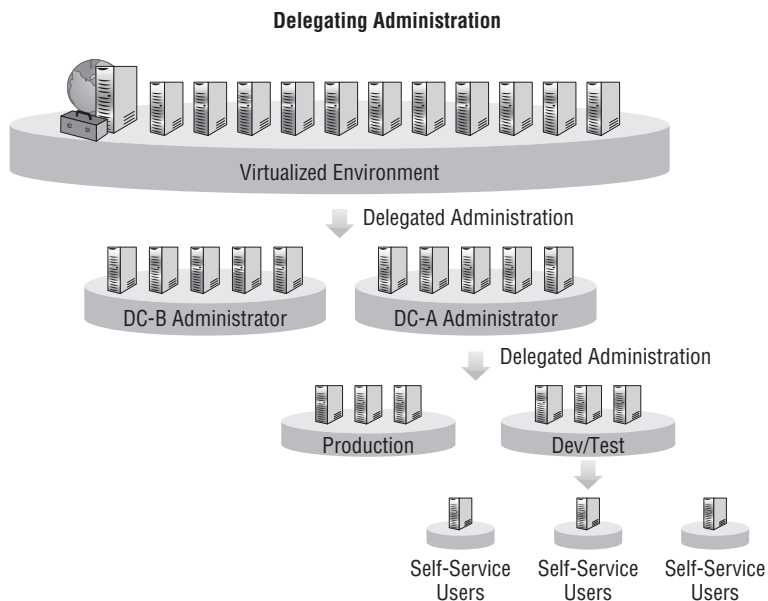 Delegating Administration
Virtualized Environment
Delegated Administration
DC-B Administrator
DC-A Administrator
Delegated Administration
Production
Dev/Test
Self-Service
Users
Self-Service
Users
Self-Service
Users